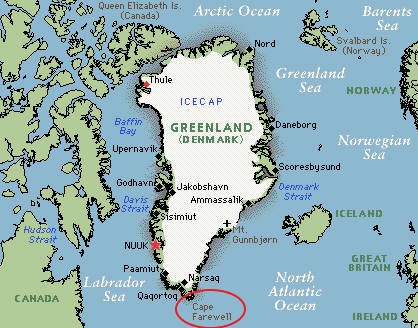 Queen Elizabeth Is.
(Canada)
Arctic Ocean
Barents
Sea
Svalbard Is.
(Norway)
Nord
Thule
Greenland
Sea
ICECAP
NORWAY
Baffin
Bay
GREENLAND
(DENMARK)
Daneborg
Norwegian
Sea
Upernavik
Scoresbysund
Godhavn
Jakobshavn
Denmark
Strait
Davis
Strait
Ammassalik
Sisimiut
ICELAND
Hudson
Strait
Mt.
Gunnbjørn
NUUK
GREAT
BRITAIN
Paamiut
Labrador
Sea
Narsaq
North
Atlantic
Ocean
CANADA
Qaqortoq
Cape
Farewell
IRELAND